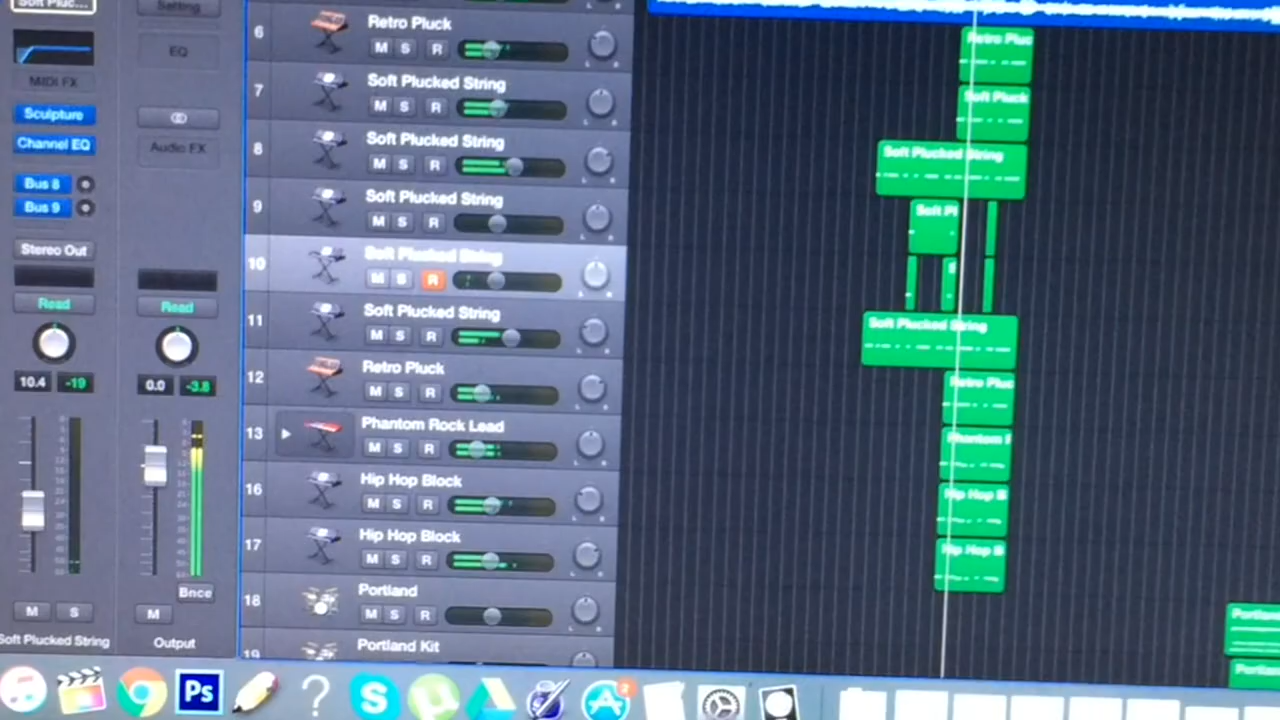 Soft Pluc...
Setting
EQ
MIDI FX
Sculpture
Channel EQ
Audio FX
Bus 8
Bus 9
Stereo Out
Read
Read
10.4 -19
0.0 -3.8
Bnce
M S
M
Soft Plucked String
Output
6 Retro Pluck
M S R
7 Soft Plucked String
M S R
8 Soft Plucked String
M S R
9 Soft Plucked String
M S R
10 Soft Plucked String
M S R
11 Soft Plucked String
M S R
12 Retro Pluck
M S R
13 Phantom Rock Lead
M S R
16 Hip Hop Block
M S R
17 Hip Hop Block
M S R
18 Portland
M S R
19 Portland Kit
Retro Pluc
Soft Pluck
Soft Plucked String
Soft Pl
Soft Plucked String
Retro Pluc
Phantom F
Hip Hop B
Hip Hop B
Portland
Portland
Ps
?
S
2